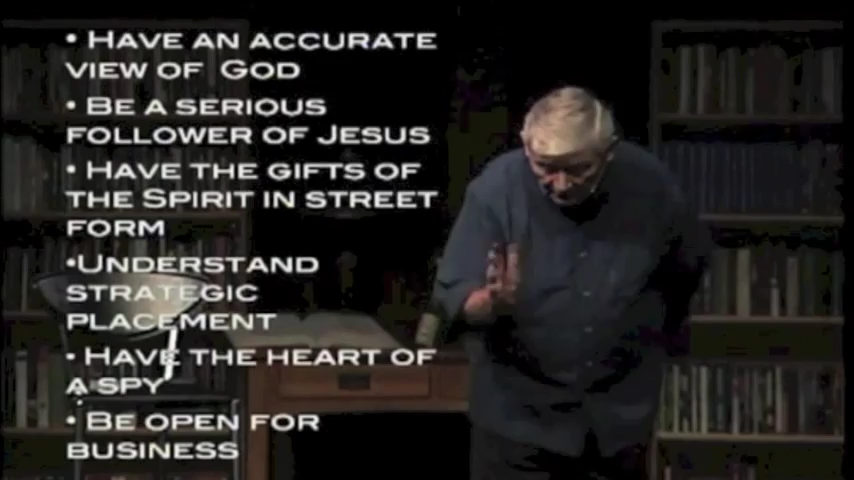 • HAVE AN ACCURATE
VIEW OF GOD
• BE A SERIOUS
FOLLOWER OF JESUS
• HAVE THE GIFTS OF
THE SPIRIT IN STREET
FORM
•UNDERSTAND
STRATEGIC
PLACEMENT
• HAVE THE HEART OF
A SPY
• BE OPEN FOR
BUSINESS